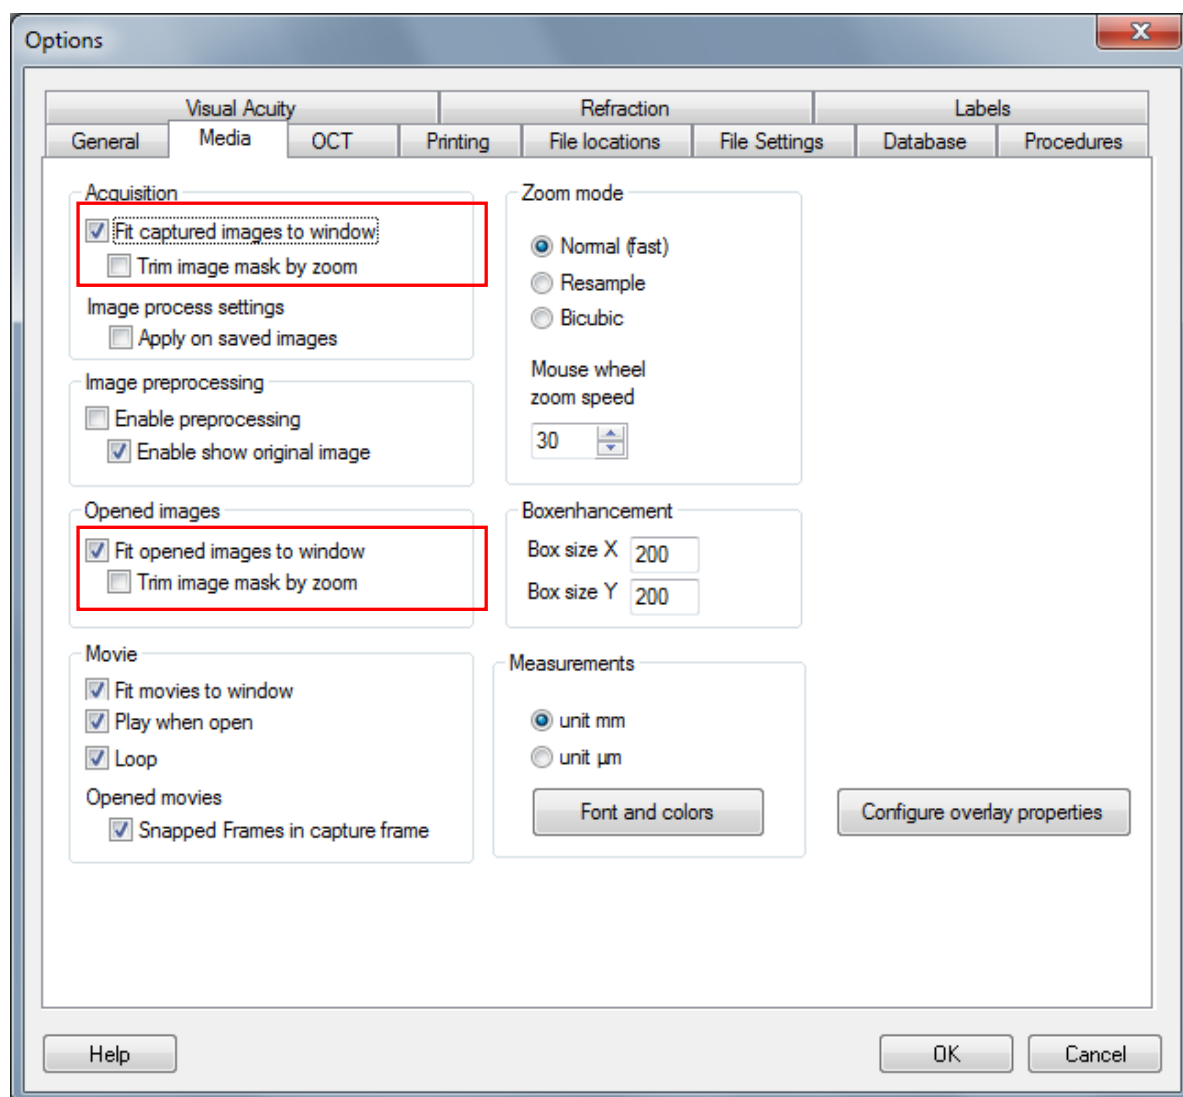 Options
Visual Acuity Refraction Labels
General Media OCT Printing File locations File Settings Database Procedures
Acquisition
Fit captured images to window
Trim image mask by zoom
Image process settings
Apply on saved images
Image preprocessing
Enable preprocessing
Enable show original image
Opened images
Fit opened images to window
Trim image mask by zoom
Movie
Fit movies to window
Play when open
Loop
Opened movies
Snapped Frames in capture frame
Zoom mode
Normal (fast)
Resample
Bicubic
Mouse wheel
zoom speed
30
Boxenhancement
Box size X 200
Box size Y 200
Measurements
unit mm
unit µm
Font and colors
Configure overlay properties
Help OK Cancel